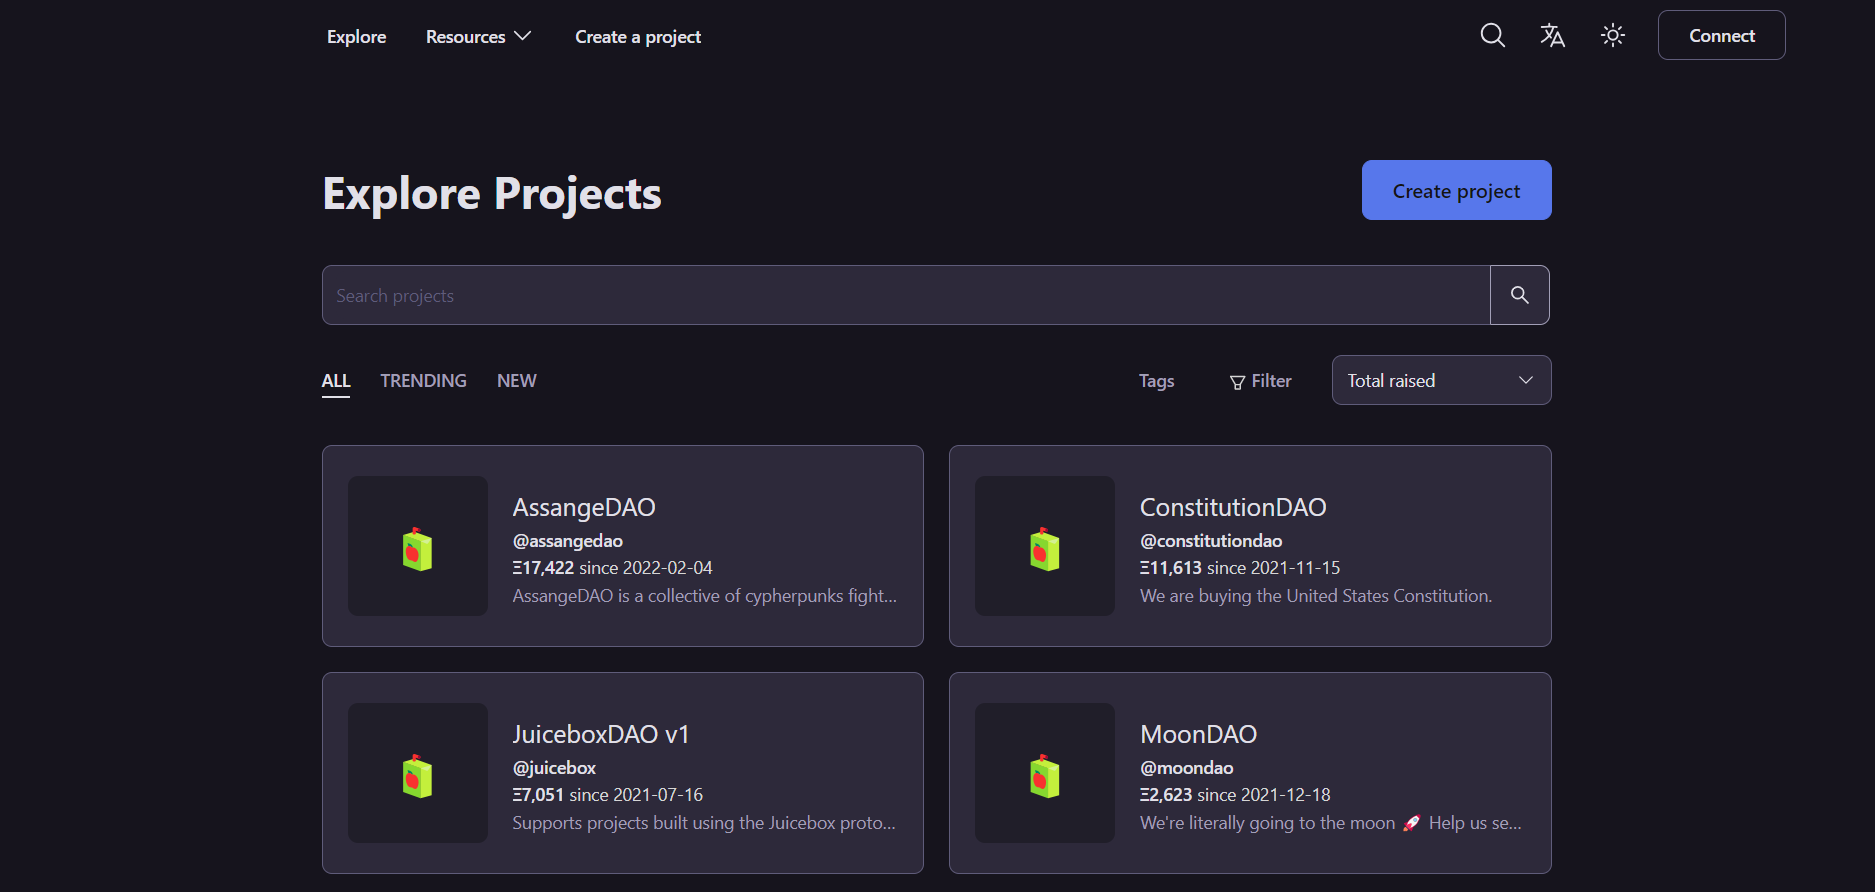 Explore
Resources
Create a project
Connect
Explore Projects
Create project
Search projects
ALL
TRENDING
NEW
Tags
Filter
Total raised
AssangeDAO
@assangedao
Ξ17,422 since 2022-02-04
AssangeDAO is a collective of cypherpunks fight...
ConstitutionDAO
@constitutiondao
Ξ11,613 since 2021-11-15
We are buying the United States Constitution.
JuiceboxDAO v1
@juicebox
Ξ7,051 since 2021-07-16
Supports projects built using the Juicebox proto...
MoonDAO
@moondao
Ξ2,623 since 2021-12-18
We're literally going to the moon 🚀 Help us se...